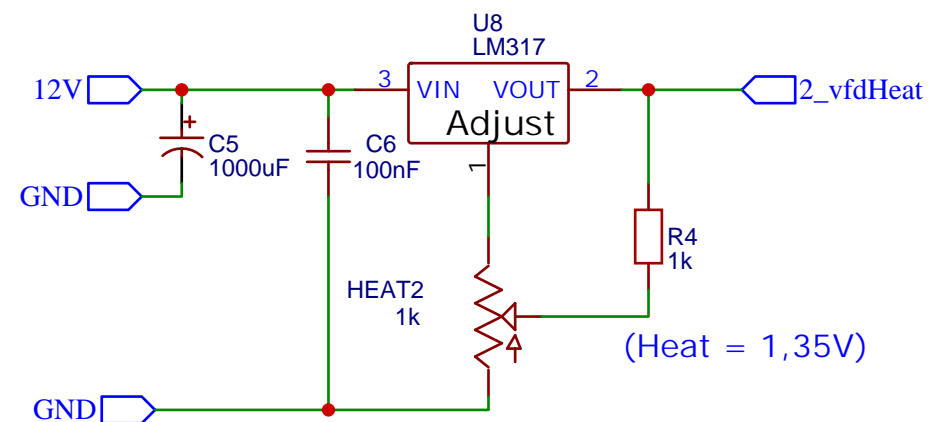 U8
LM317
12V
3
VIN
VOUT
2
2_vfdHeat
Adjust
+
C5
1000uF
C6
100nF
1
GND
R4
1k
HEAT2
1k
(Heat = 1,35V)
GND